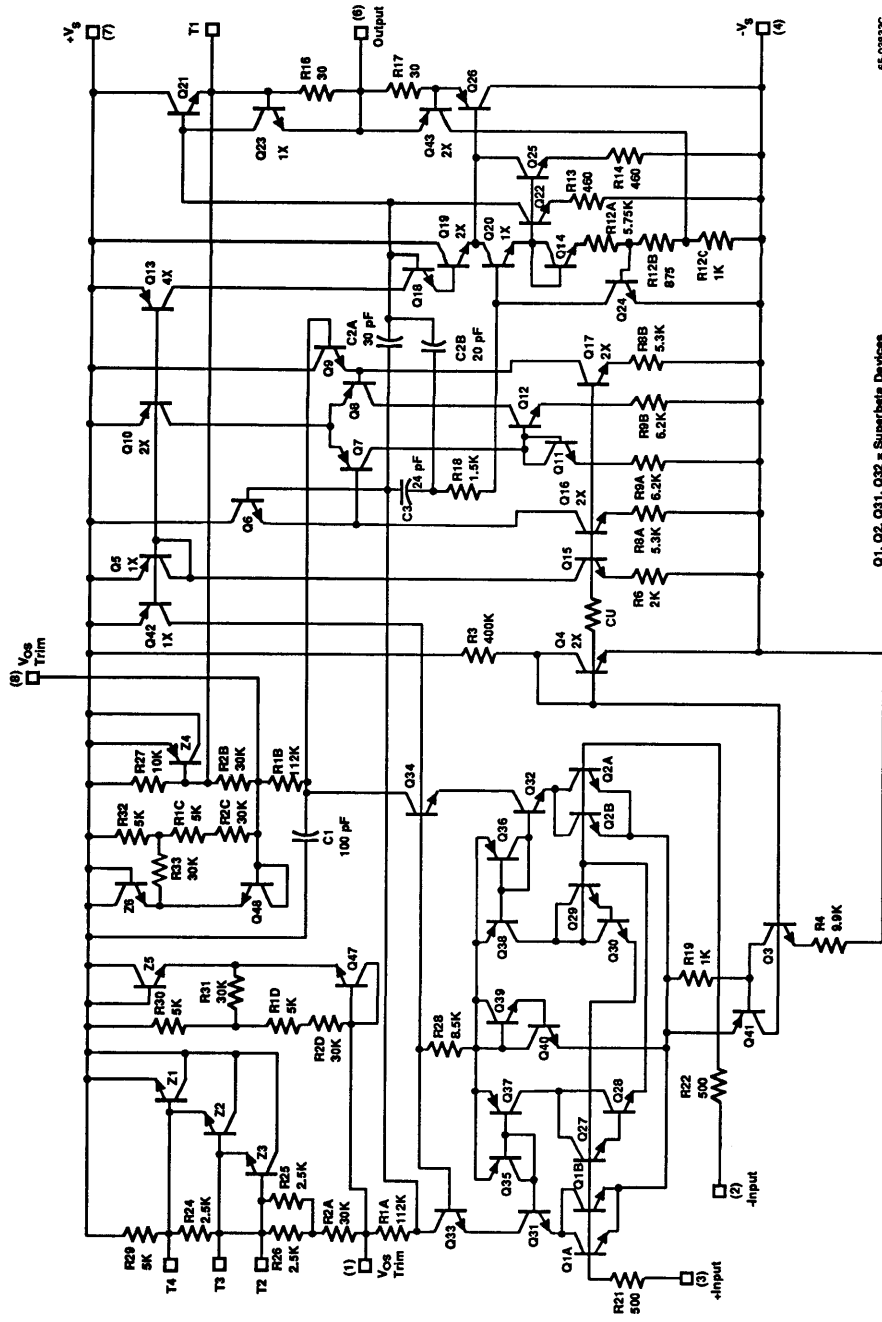 +VS
(7)
T1
(6)
Output
-VS
(4)
(8)
VOS
Trim
Q21
R16
30
R17
30
Q26
Q23
1X
Q43
2X
Q25
R14
460
Q22
R13
460
Q13
4X
Q18
Q19
2X
Q20
1X
Q14
R12A
5.75K
R12B
875
R12C
1K
Q24
C2A
30 pF
C2B
20 pF
Q17
2X
R8B
5.3K
Q10
2X
Q9
Q8
Q7
Q12
Q11
R9B
6.2K
R9A
6.2K
C3
24 pF
R18
1.5K
Q6
Q16
2X
R8A
5.3K
Q5
1X
Q42
1X
Q15
R6
2K
CU
R3
400K
Q4
2X
Z4
R27
10K
R2B
30K
R1B
112K
R32
5K
R1C
5K
R2C
30K
R33
30K
Z6
Q48
C1
100 pF
Q34
Z5
Q47
R30
5K
R31
30K
R1D
5K
R2D
30K
Z1
Z2
Z3
R29
5K
R24
2.5K
R26
2.5K
R25
2.5K
R2A
30K
R1A
112K
T4
T3
T2
(1)
VOS
Trim
Q33
R28
8.5K
Q36
Q32
Q38
Q2A
Q2B
Q29
Q30
Q39
Q40
Q37
Q35
Q31
Q28
Q27
Q1B
Q1A
R19
1K
Q3
R4
9.9K
Q41
R22
500
R21
500
(2)
-Input
(3)
+Input
Q1, Q2, Q31, Q32 = Superbeta Devices